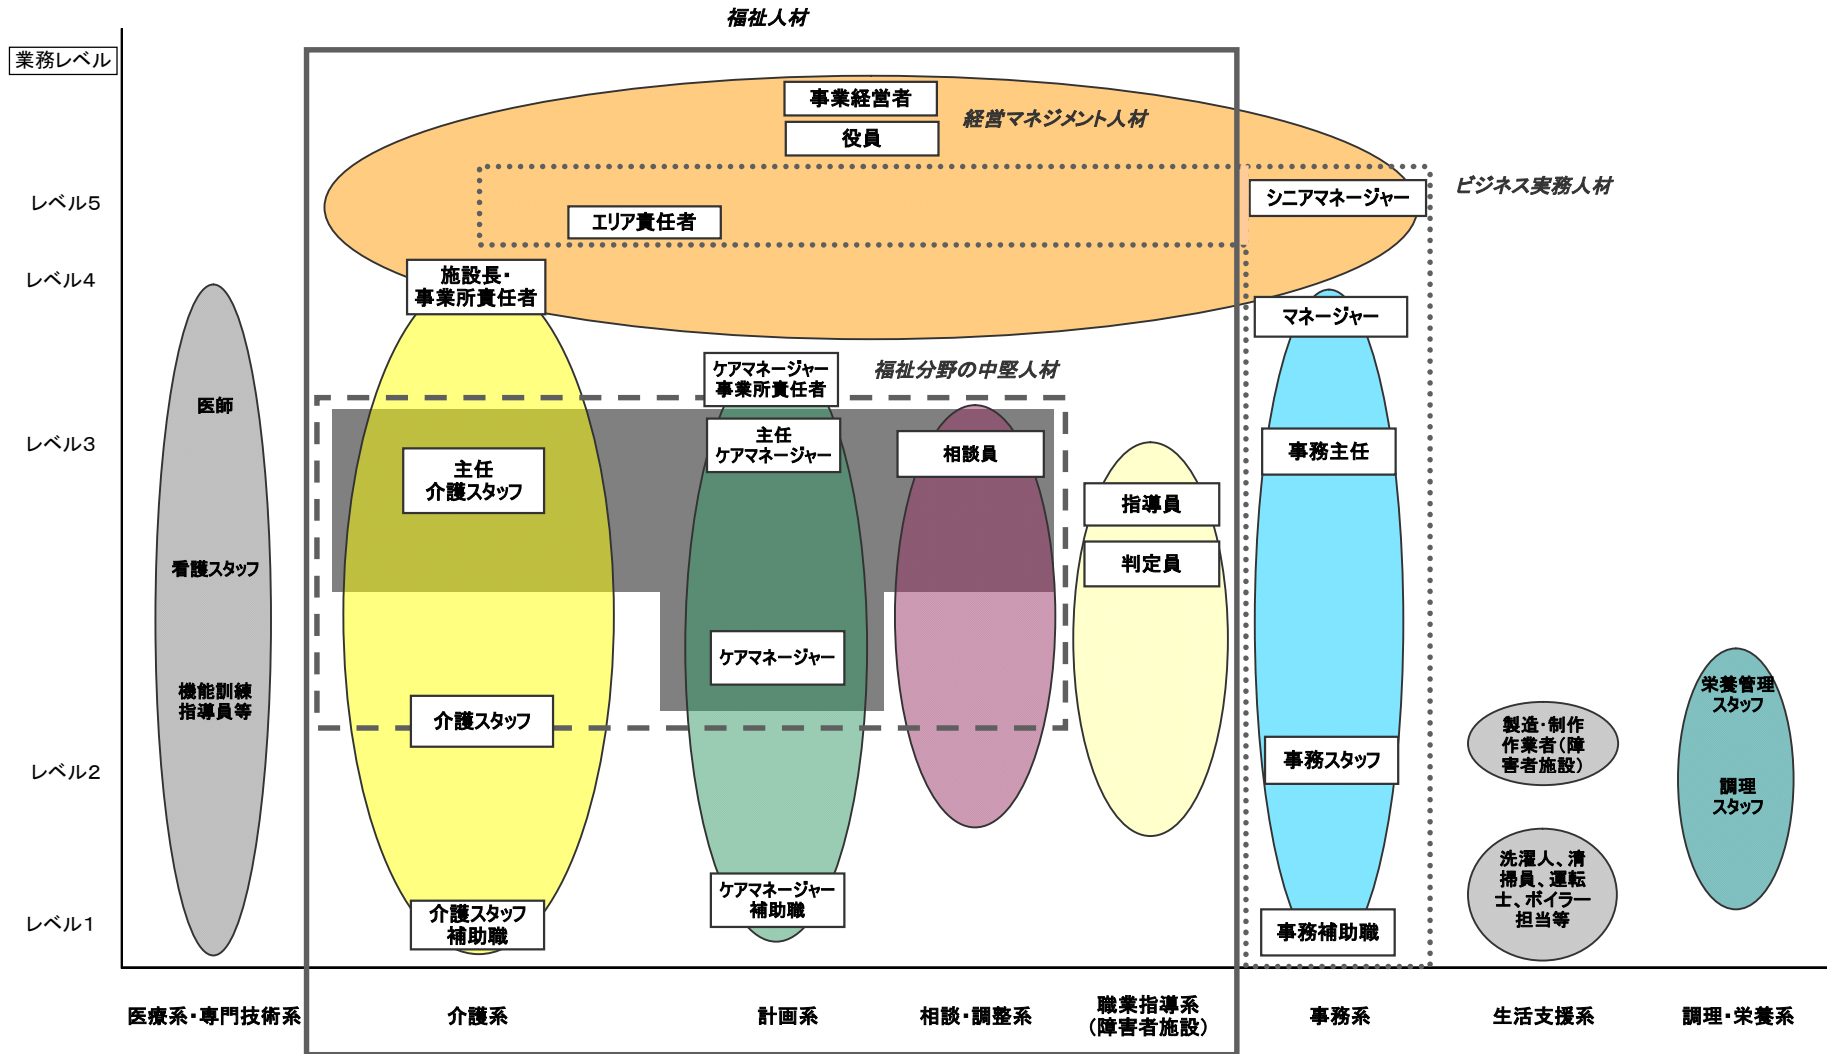 福祉人材
業務レベル
事業経営者
経営マネジメント人材
役員
ビジネス実務人材
シニアマネージャー
レベル5
エリア責任者
レベル4
施設長・
事業所責任者
マネージャー
ケアマネージャー
事業所責任者
福祉分野の中堅人材
医師
レベル3
主任
ケアマネージャー
相談員
事務主任
主任
介護スタッフ
指導員
判定員
看護スタッフ
ケアマネージャー
機能訓練
指導員等
介護スタッフ
栄養管理
スタッフ
製造・制作
作業者(障
害者施設)
レベル2
事務スタッフ
調理
スタッフ
ケアマネージャー
補助職
洗濯人、清
掃員、運転
士、ボイラー
担当等
レベル1
介護スタッフ
補助職
事務補助職
医療系・専門技術系
介護系
計画系
相談・調整系
職業指導系
(障害者施設)
事務系
生活支援系
調理・栄養系